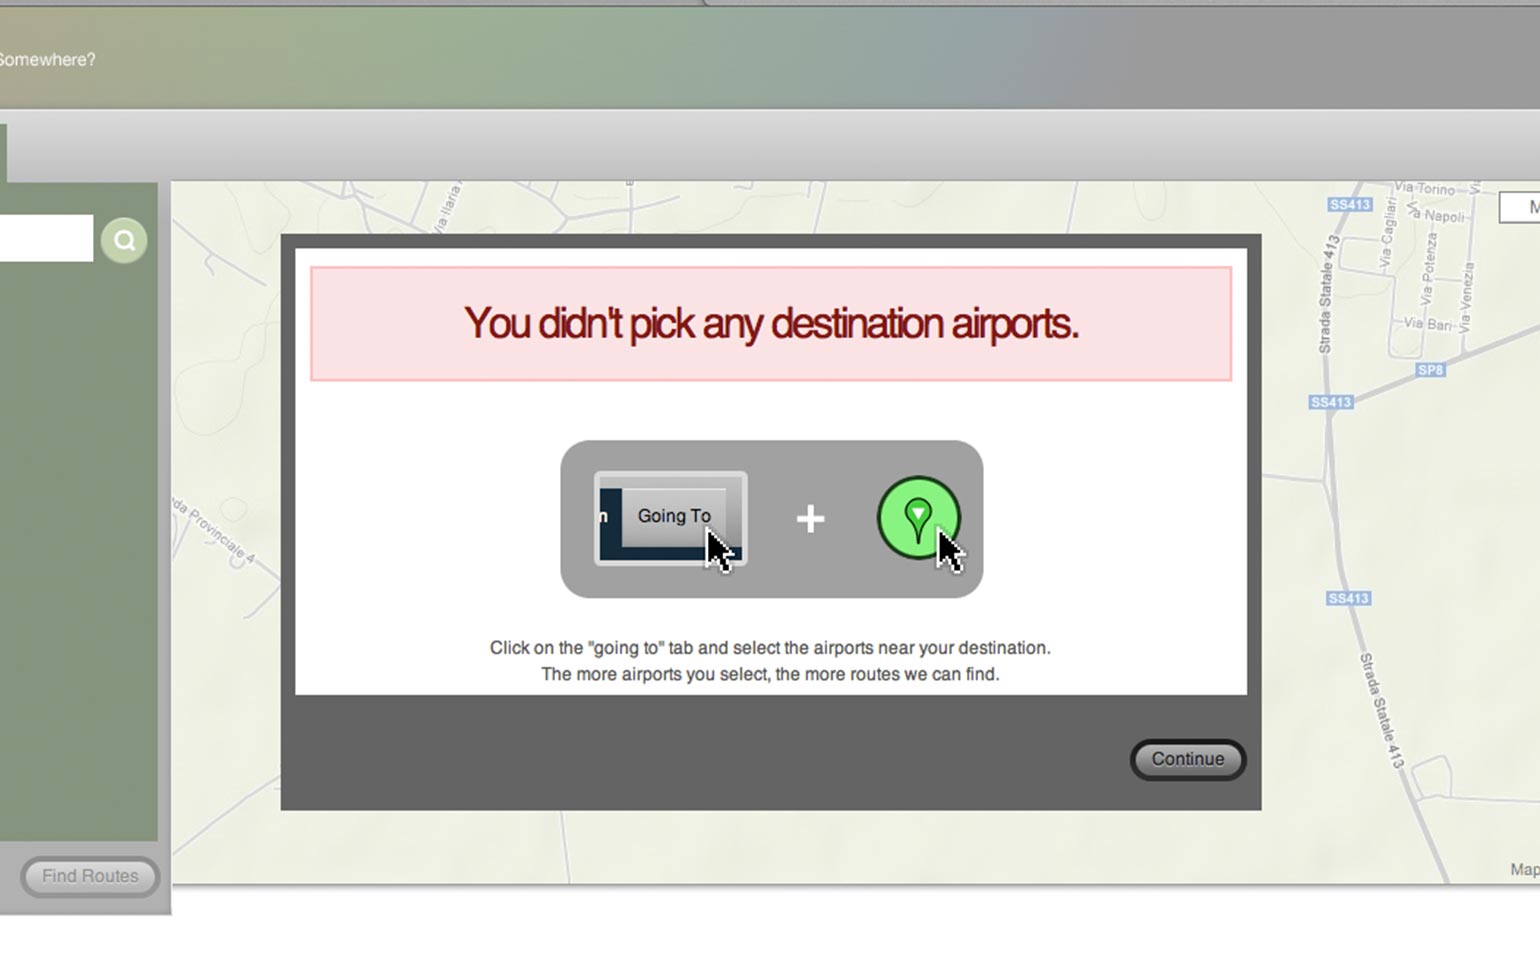 Somewhere?
Via Ilaria
SS413
Via Torino
Via Napoli
Via Cagliari
Via Potenza
Via Venezia
Via Bari
Strada Statale 413
SP8
SS413
You didn't pick any destination airports.
Going To
+
Click on the "going to" tab and select the airports near your destination.
The more airports you select, the more routes we can find.
Provinciale 4
SS413
Strada Statale 413
Continue
Find Routes
Map